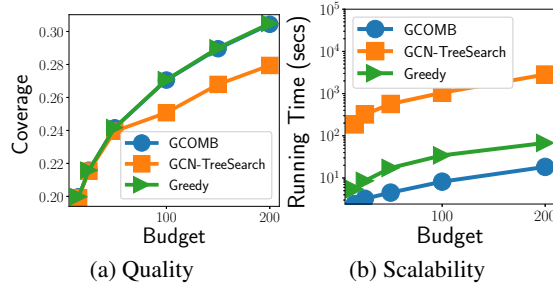 0.30
0.28
0.26
0.24
0.22
0.20
Coverage
GCOMB
GCN-TreeSearch
Greedy
100
200
Budget
(a) Quality
10^5
10^4
10^3
10^2
10^1
Running Time (secs)
GCOMB
GCN-TreeSearch
Greedy
100
200
Budget
(b) Scalability